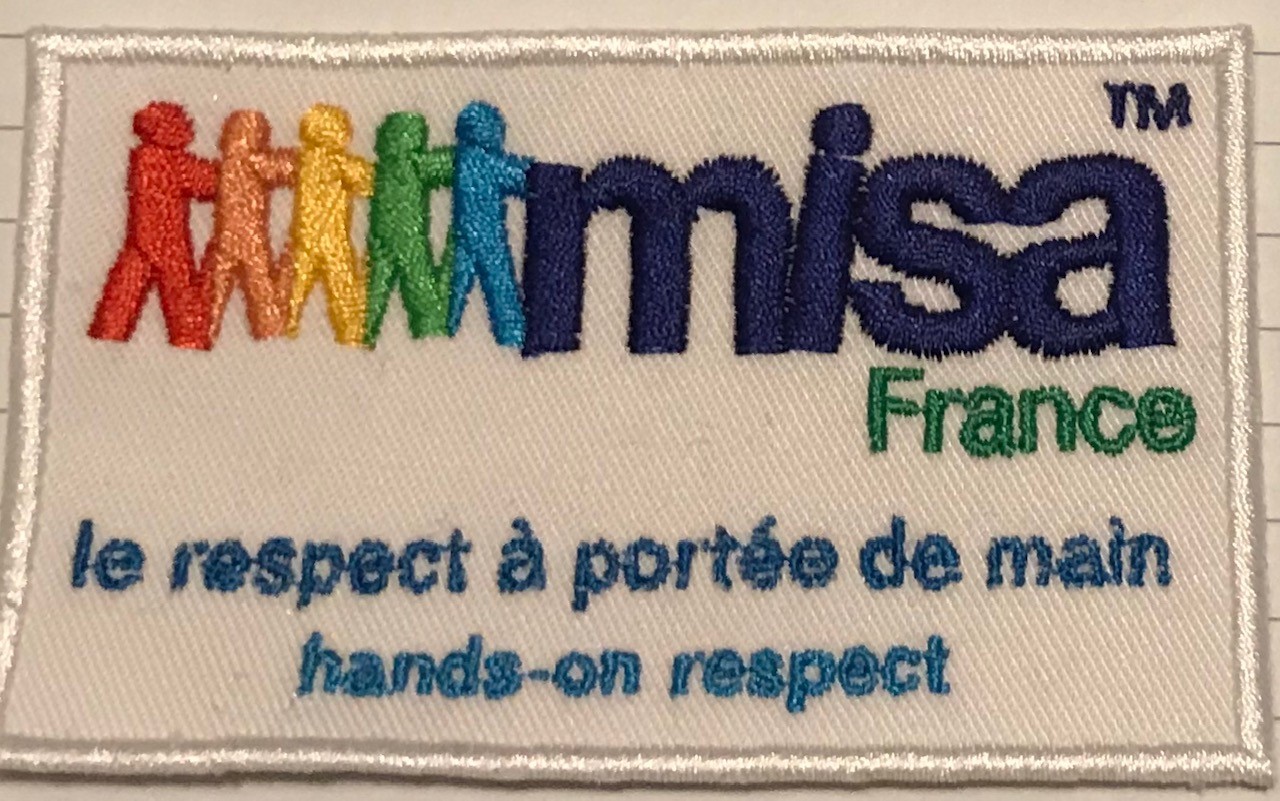 misa™
France
le respect à portée de main
hands-on respect